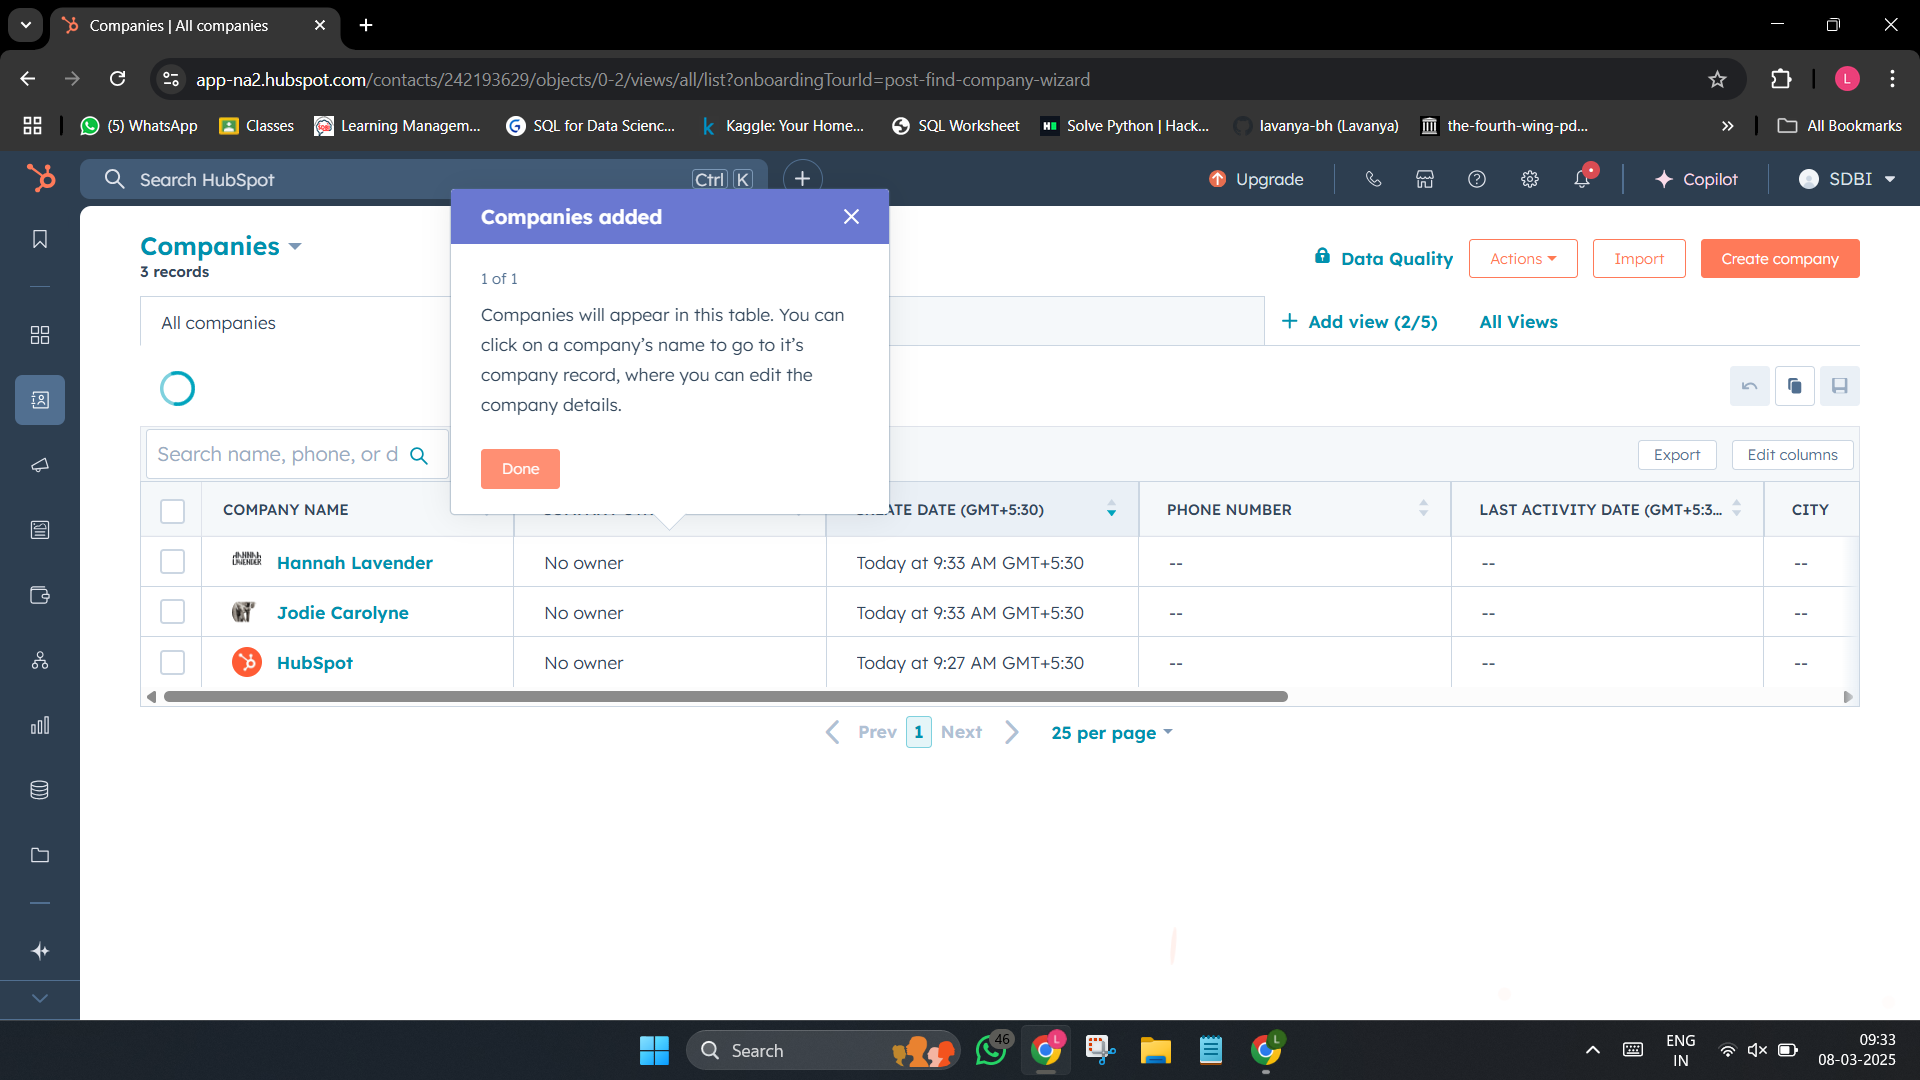 Companies | All companies
app-na2.hubspot.com/contacts/242193629/objects/0-2/views/all/list?onboardingTourId=post-find-company-wizard
L
(5) WhatsApp
Classes
Learning Managem...
SQL for Data Scienc...
Kaggle: Your Home...
SQL Worksheet
Solve Python | Hack...
lavanya-bh (Lavanya)
the-fourth-wing-pd...
All Bookmarks
Search HubSpot
Ctrl K
Upgrade
Copilot
SDBI
Companies
3 records
Companies added
1 of 1
Companies will appear in this table. You can
click on a company's name to go to it's
company record, where you can edit the
company details.
Done
Data Quality
Actions
Import
Create company
All companies
+ Add view (2/5)
All Views
Search name, phone, or d
Export
Edit columns
COMPANY NAME
DATE (GMT+5:30)
PHONE NUMBER
LAST ACTIVITY DATE (GMT+5:3...
CITY
HANNAH
LAVENDER
Hannah Lavender
No owner
Today at 9:33 AM GMT+5:30
--
--
--
Jodie Carolyne
No owner
Today at 9:33 AM GMT+5:30
--
--
--
HubSpot
No owner
Today at 9:27 AM GMT+5:30
--
--
--
Prev
1
Next
25 per page
Search
46
L
L
ENG
IN
09:33
08-03-2025